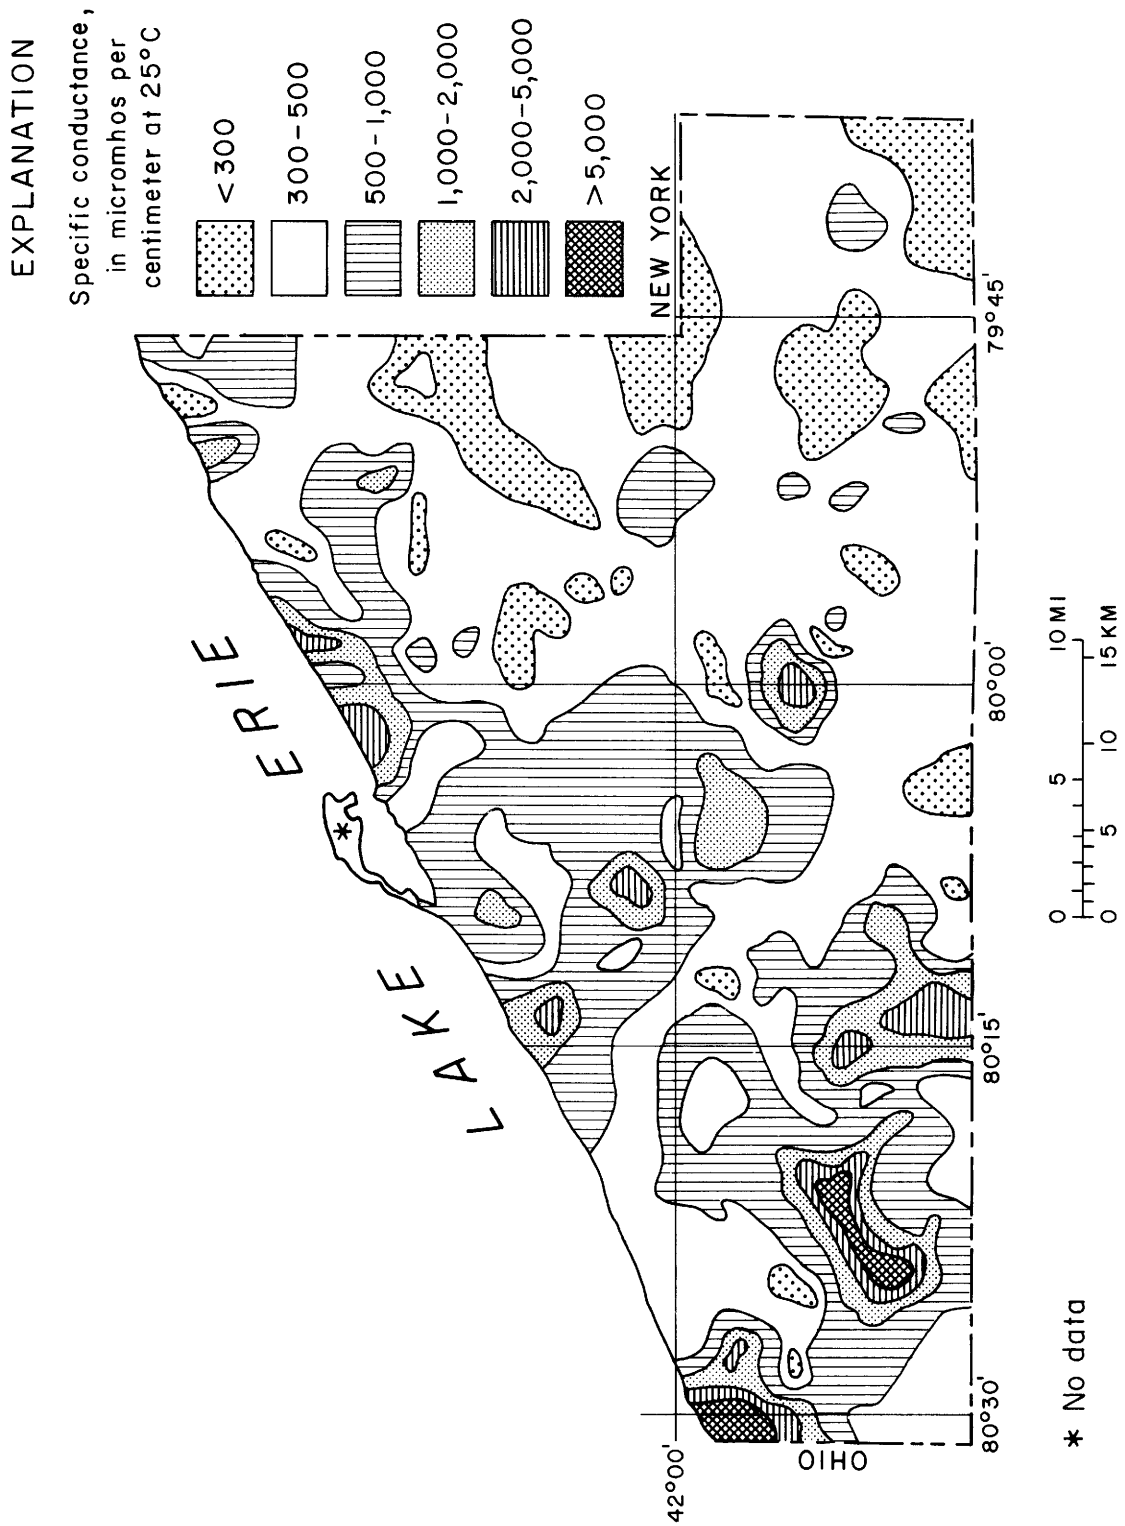 EXPLANATION
Specific conductance,
in micromhos per
centimeter at 25°C
<300
300-500
500-1,000
1,000-2,000
2,000-5,000
>5,000
NEW YORK
LAKE ERIE
*
42°00'
OHIO
80°30'
80°15'
80°00'
79°45'
0 5 10 MI
0 5 10 15 KM
* No data